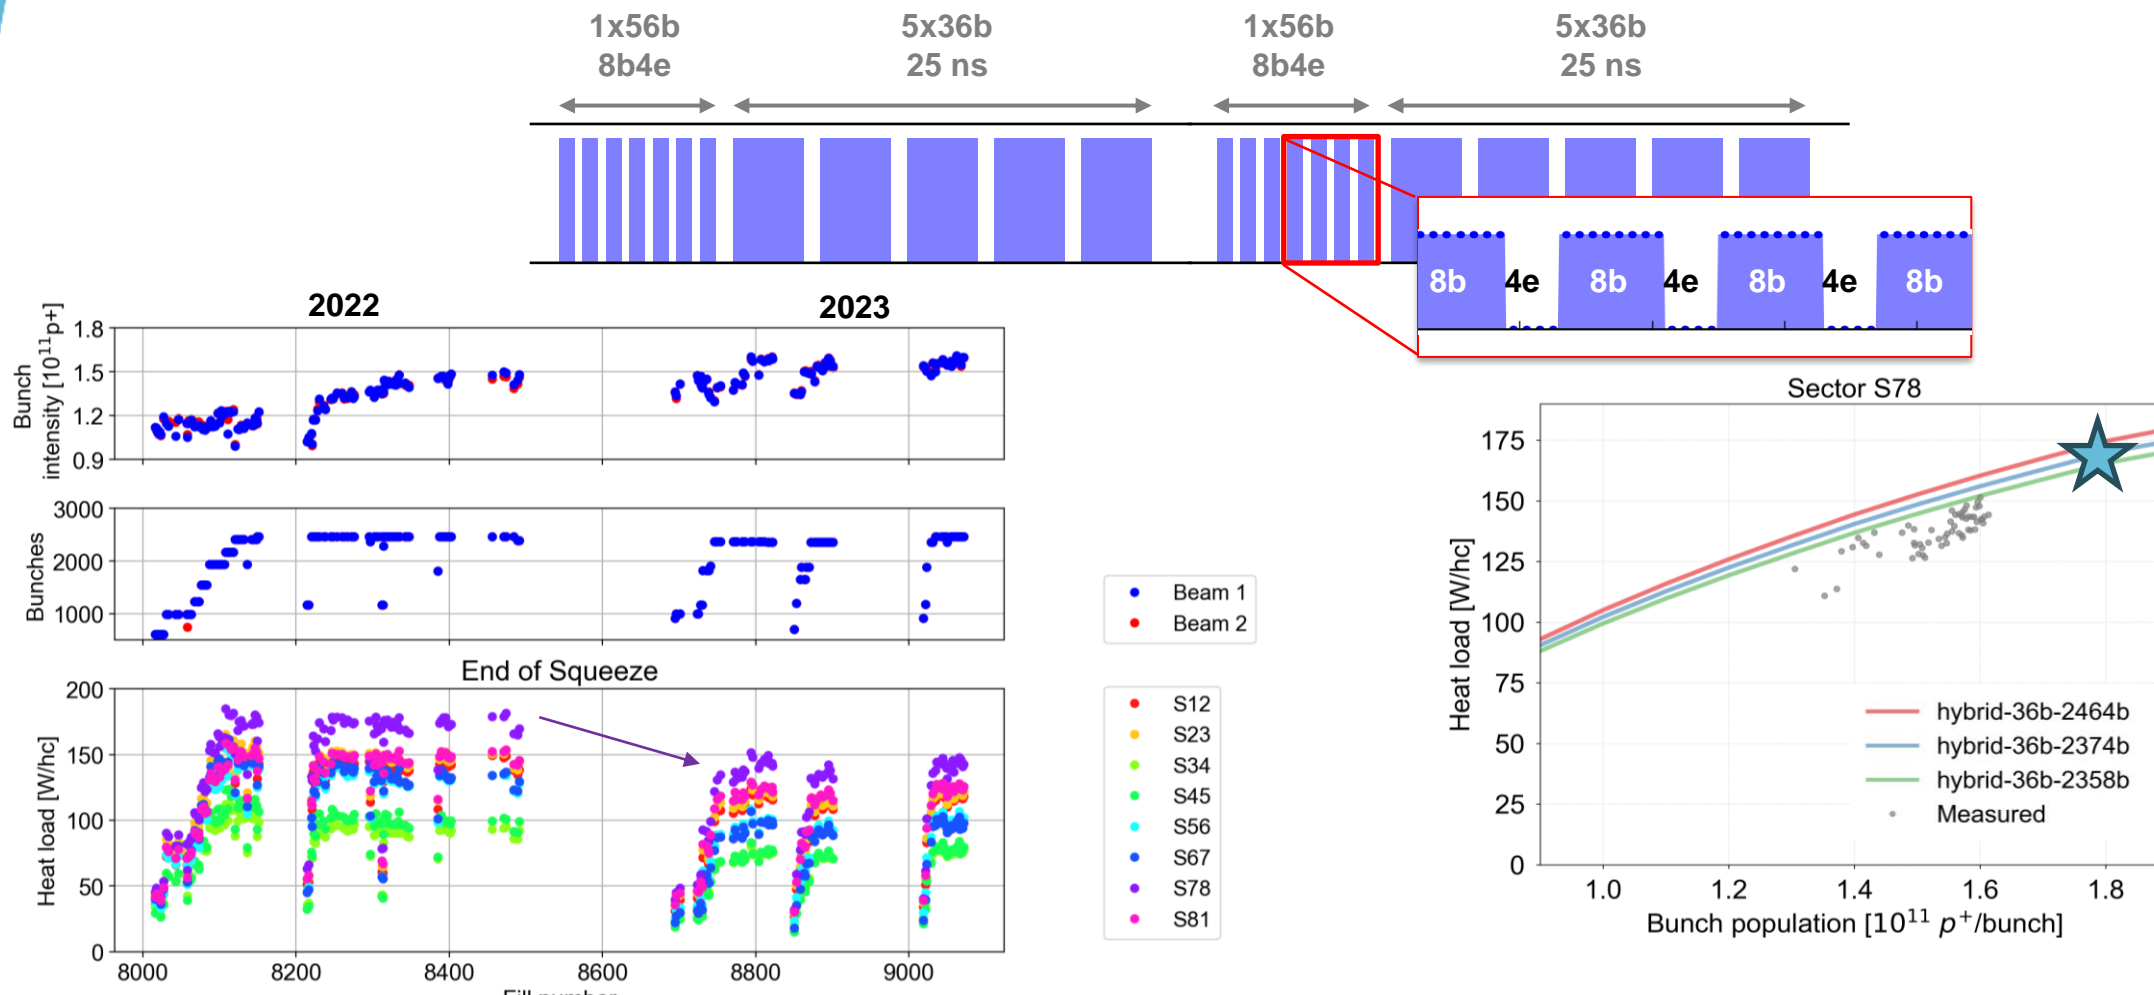 1x56b
8b4e
5x36b
25 ns
1x56b
8b4e
5x36b
25 ns
8b 4e 8b 4e 8b 4e 8b
2022
2023
Bunch
intensity [10¹¹p+]
1.8
1.5
1.2
0.9
Bunches
3000
2000
1000
End of Squeeze
Heat load [W/hc]
200
150
100
50
0
8000 8200 8400 8600 8800 9000
Fill number
Beam 1
Beam 2
S12
S23
S34
S45
S56
S67
S78
S81
Sector S78
Heat load [W/hc]
175
150
125
100
75
50
25
0
hybrid-36b-2464b
hybrid-36b-2374b
hybrid-36b-2358b
Measured
1.0 1.2 1.4 1.6 1.8
Bunch population [10¹¹ p⁺/bunch]